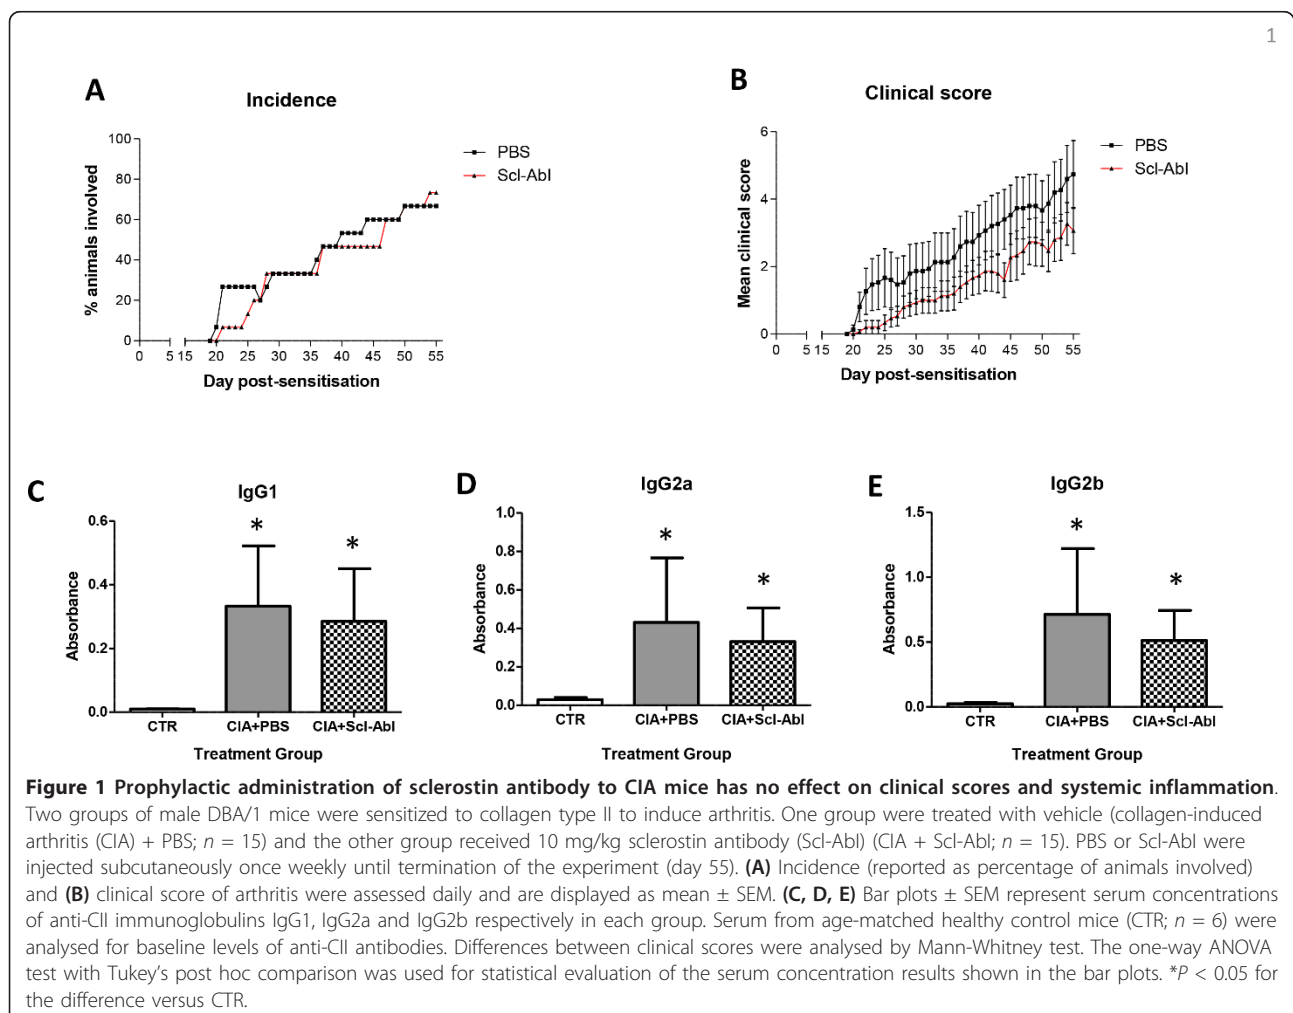 1
A
Incidence
PBS
Scl-AbI
% animals involved
100
80
60
40
20
0
0 5 15 20 25 30 35 40 45 50 55
Day post-sensitisation
B
Clinical score
PBS
Scl-AbI
Mean clinical score
6
4
2
0
0 5 15 20 25 30 35 40 45 50 55
Day post-sensitisation
C
IgG1
Absorbance
0.6
0.4
0.2
0.0
*
*
CTR CIA+PBS CIA+Scl-AbI
Treatment Group
D
IgG2a
Absorbance
1.0
0.8
0.6
0.4
0.2
0.0
*
*
CTR CIA+PBS CIA+Scl-AbI
Treatment Group
E
IgG2b
Absorbance
1.5
1.0
0.5
0.0
*
*
CTR CIA+PBS CIA+Scl-AbI
Treatment Group
Figure 1 Prophylactic administration of sclerostin antibody to CIA mice has no effect on clinical scores and systemic inflammation.
Two groups of male DBA/1 mice were sensitized to collagen type II to induce arthritis. One group were treated with vehicle (collagen-induced
arthritis (CIA) + PBS; n = 15) and the other group received 10 mg/kg sclerostin antibody (Scl-AbI) (CIA + Scl-AbI; n = 15). PBS or Scl-AbI were
injected subcutaneously once weekly until termination of the experiment (day 55). (A) Incidence (reported as percentage of animals involved)
and (B) clinical score of arthritis were assessed daily and are displayed as mean ± SEM. (C, D, E) Bar plots ± SEM represent serum concentrations
of anti-CII immunoglobulins IgG1, IgG2a and IgG2b respectively in each group. Serum from age-matched healthy control mice (CTR; n = 6) were
analysed for baseline levels of anti-CII antibodies. Differences between clinical scores were analysed by Mann-Whitney test. The one-way ANOVA
test with Tukey's post hoc comparison was used for statistical evaluation of the serum concentration results shown in the bar plots. *P < 0.05 for
the difference versus CTR.